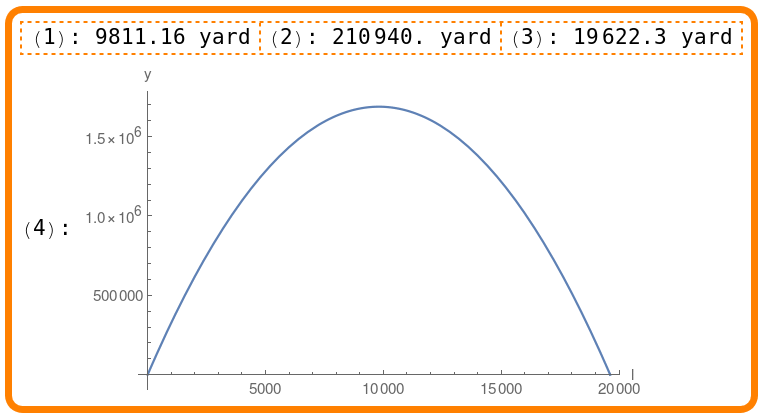 (1): 9811.16 yard (2): 210940. yard (3): 19622.3 yard
y
1.5×10^6
1.0×10^6
(4):
500000
5000 10000 15000 20000 l